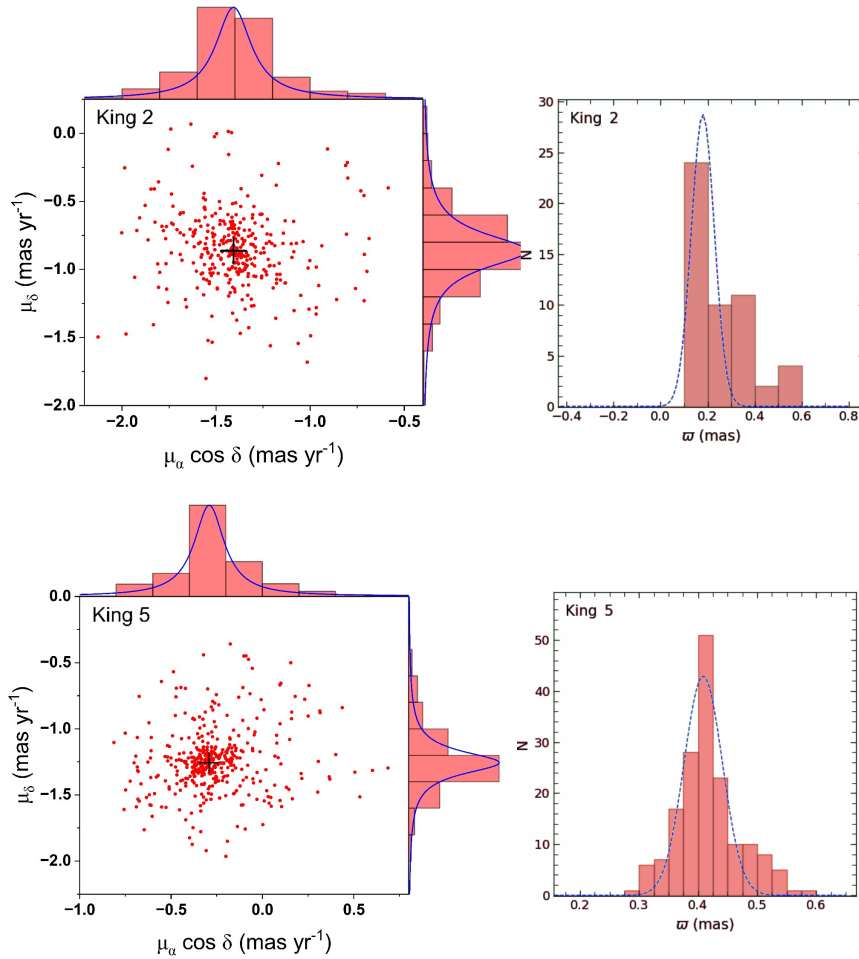 King 2
0.0
−0.5
−1.0
−1.5
−2.0
μδ (mas yr-1)
−2.0 −1.5 −1.0 −0.5
μα cos δ (mas yr-1)
King 2
30
25
20
15
10
5
0
N
−0.4 −0.2 0.0 0.2 0.4 0.6 0.8
ϖ (mas)
King 5
0.0
−0.5
−1.0
−1.5
−2.0
μδ (mas yr-1)
−1.0 −0.5 0.0 0.5
μα cos δ (mas yr-1)
King 5
50
40
30
20
10
0
N
0.2 0.3 0.4 0.5 0.6
ϖ (mas)